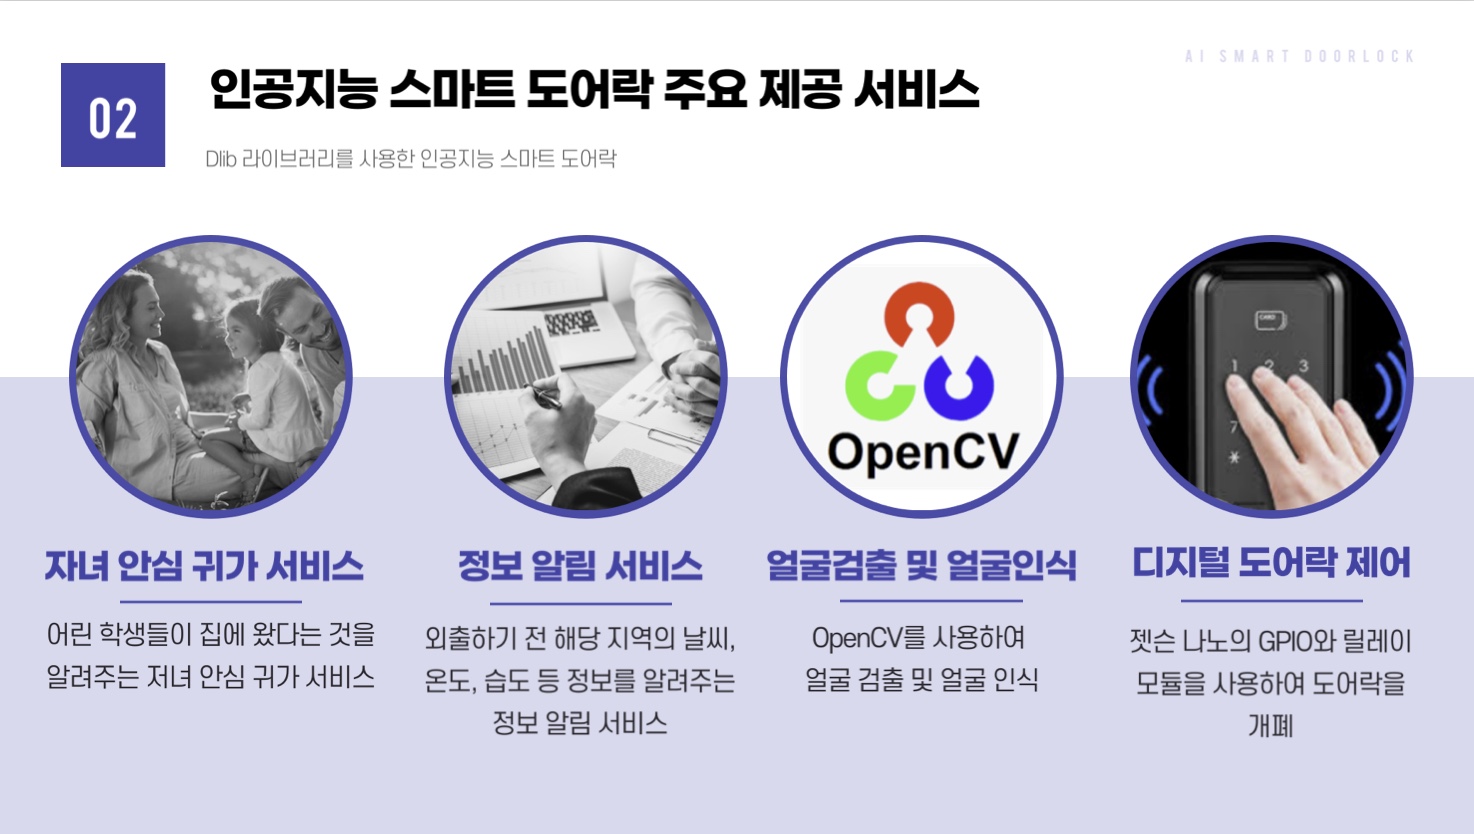 AI SMART DOORLOCK
02
인공지능 스마트 도어락 주요 제공 서비스
Dlib 라이브러리를 사용한 인공지능 스마트 도어락
OpenCV
CARD
1 2 3
7
*
자녀 안심 귀가 서비스
어린 학생들이 집에 왔다는 것을
알려주는 저녀 안심 귀가 서비스
정보 알림 서비스
외출하기 전 해당 지역의 날씨,
온도, 습도 등 정보를 알려주는
정보 알림 서비스
얼굴검출 및 얼굴인식
OpenCV를 사용하여
얼굴 검출 및 얼굴 인식
디지털 도어락 제어
젯슨 나노의 GPIO와 릴레이
모듈을 사용하여 도어락을
개폐